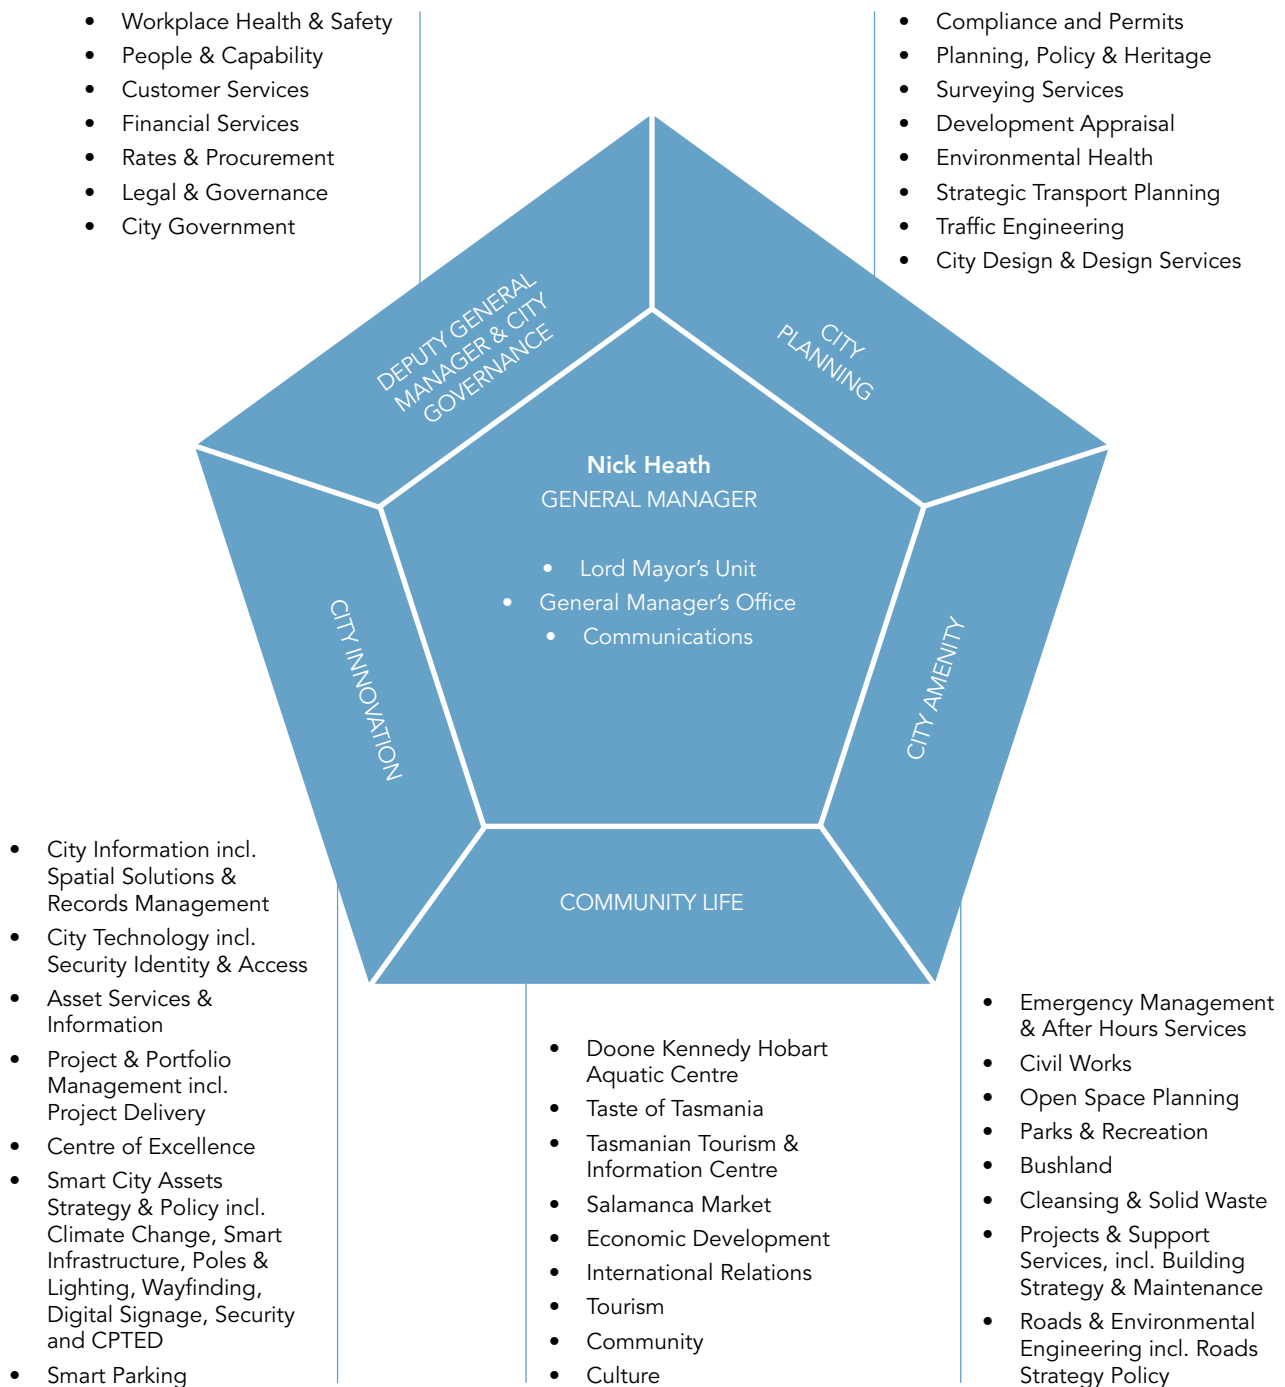 • Workplace Health & Safety
• People & Capability
• Customer Services
• Financial Services
• Rates & Procurement
• Legal & Governance
• City Government
• Compliance and Permits
• Planning, Policy & Heritage
• Surveying Services
• Development Appraisal
• Environmental Health
• Strategic Transport Planning
• Traffic Engineering
• City Design & Design Services
DEPUTY GENERAL
MANAGER & CITY
GOVERNANCE
CITY
PLANNING
Nick Heath
GENERAL MANAGER
• Lord Mayor's Unit
• General Manager's Office
• Communications
CITY INNOVATION
CITY AMENITY
COMMUNITY LIFE
• City Information incl.
Spatial Solutions &
Records Management
• City Technology incl.
Security Identity & Access
• Asset Services &
Information
• Project & Portfolio
Management incl.
Project Delivery
• Centre of Excellence
• Smart City Assets
Strategy & Policy incl.
Climate Change, Smart
Infrastructure, Poles &
Lighting, Wayfinding,
Digital Signage, Security
and CPTED
• Smart Parking
• Doone Kennedy Hobart
Aquatic Centre
• Taste of Tasmania
• Tasmanian Tourism &
Information Centre
• Salamanca Market
• Economic Development
• International Relations
• Tourism
• Community
• Culture
• Emergency Management
& After Hours Services
• Civil Works
• Open Space Planning
• Parks & Recreation
• Bushland
• Cleansing & Solid Waste
• Projects & Support
Services, incl. Building
Strategy & Maintenance
• Roads & Environmental
Engineering incl. Roads
Strategy Policy